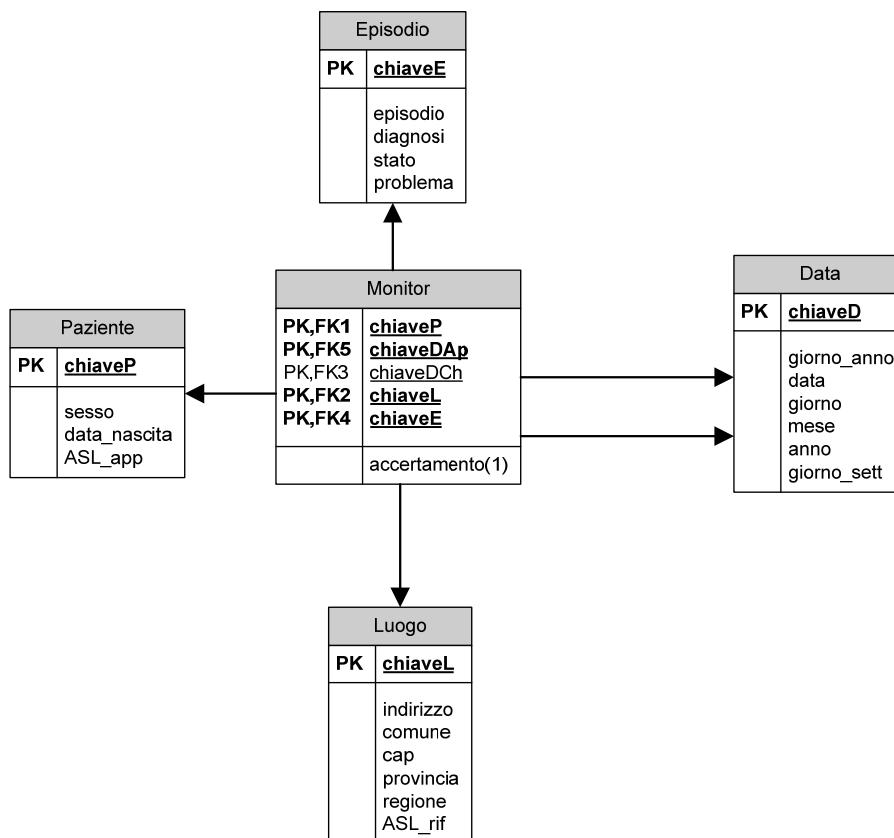 Episodio
PK chiaveE
episodio
diagnosi
stato
problema
Paziente
PK chiaveP
sesso
data_nascita
ASL_app
Monitor
PK,FK1 chiaveP
PK,FK5 chiaveDAp
PK,FK3 chiaveDCh
PK,FK2 chiaveL
PK,FK4 chiaveE
accertamento(1)
Data
PK chiaveD
giorno_anno
data
giorno
mese
anno
giorno_sett
Luogo
PK chiaveL
indirizzo
comune
cap
provincia
regione
ASL_rif